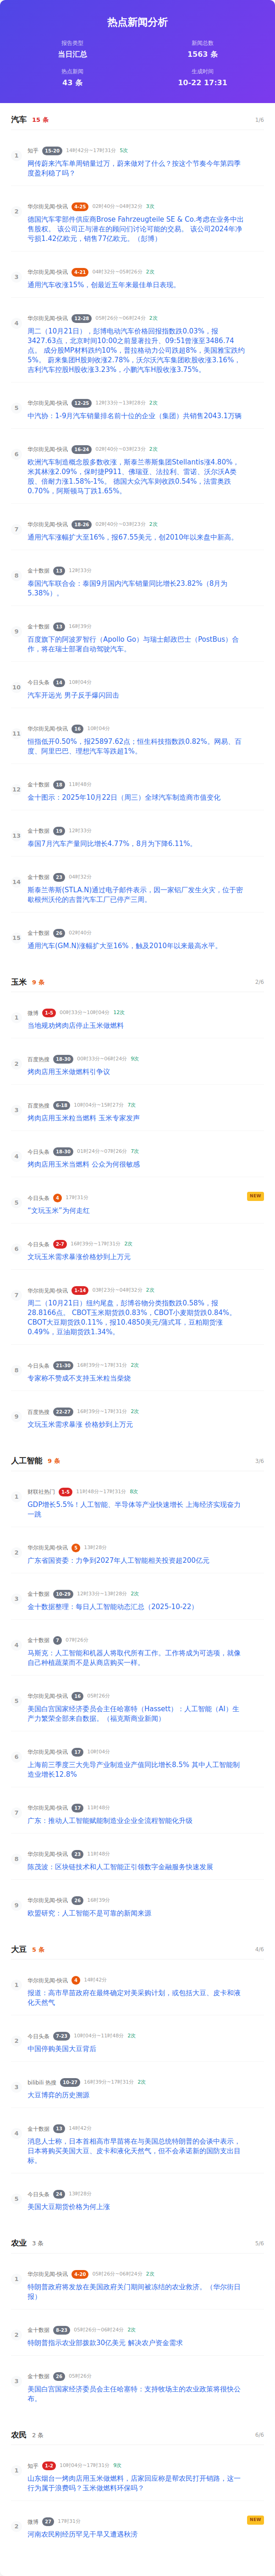 热点新闻分析
报告类型
新闻总数
当日汇总
1563 条
热点新闻
生成时间
43 条
10-22 17:31
汽车 15 条
1/6
1
知乎 15-20 14时42分~17时31分 5次
网传蔚来汽车单周销量过万，蔚来做对了什么？按这个节奏今年第四季
度盈利稳了吗？
2
华尔街见闻-快讯 4-25 02时40分~04时32分 3次
德国汽车零部件供应商Brose Fahrzeugteile SE & Co.考虑在业务中出
售股权。 该公司正与潜在的顾问们讨论可能的交易。 该公司2024年净
亏损1.42亿欧元，销售77亿欧元。（彭博）
3
华尔街见闻-快讯 4-21 04时32分~05时26分 2次
通用汽车收涨15%，创最近五年来最佳单日表现。
4
华尔街见闻-快讯 12-28 05时26分~06时24分 2次
周二（10月21日），彭博电动汽车价格回报指数跌0.03%，报
3427.63点，北京时间10:00之前显著拉升、09:51曾涨至3486.74
点。 成分股MP材料跌约10%，普拉格动力公司跌超8%，美国雅宝跌约
5%。 蔚来集团H股则收涨2.78%，沃尔沃汽车集团欧股收涨3.16%，
吉利汽车控股H股收涨3.23%，小鹏汽车H股收涨3.75%。
5
华尔街见闻-快讯 12-25 12时33分~13时28分 2次
中汽协：1-9月汽车销量排名前十位的企业（集团）共销售2043.1万辆
6
华尔街见闻-快讯 16-24 02时40分~03时23分 2次
欧洲汽车制造概念股多数收涨，斯泰兰蒂斯集团Stellantis涨4.80%，
米其林涨2.09%，保时捷P911、佛瑞亚、法拉利、雷诺、沃尔沃A类
股、倍耐力涨1.58%-1%。 德国大众汽车则收跌0.54%，法雷奥跌
0.70%，阿斯顿马丁跌1.65%。
7
华尔街见闻-快讯 18-26 02时40分~03时23分 2次
通用汽车涨幅扩大至16%，报67.55美元，创2010年以来盘中新高。
8
金十数据 13 12时33分
泰国汽车联合会：泰国9月国内汽车销量同比增长23.82%（8月为
5.38%）。
9
金十数据 13 16时39分
百度旗下的阿波罗智行（Apollo Go）与瑞士邮政巴士（PostBus）合
作，将在瑞士部署自动驾驶汽车。
10
今日头条 14 10时04分
汽车开远光 男子反手爆闪回击
11
华尔街见闻-快讯 16 10时04分
恒指低开0.50%，报25897.62点；恒生科技指数跌0.82%。网易、百
度、阿里巴巴、理想汽车等跌超1%。
12
金十数据 18 11时48分
金十图示：2025年10月22日（周三）全球汽车制造商市值变化
13
金十数据 19 12时33分
泰国7月汽车产量同比增长4.77%，8月为下降6.11%。
14
金十数据 23 04时32分
斯泰兰蒂斯(STLA.N)通过电子邮件表示，因一家铝厂发生火灾，位于密
歇根州沃伦的吉普汽车工厂已停产三周。
15
金十数据 26 02时40分
通用汽车(GM.N)涨幅扩大至16%，触及2010年以来最高水平。
玉米 9 条
2/6
1
微博 1-5 00时33分~10时04分 12次
当地规劝烤肉店停止玉米做燃料
2
百度热搜 18-30 00时33分~06时24分 9次
烤肉店用玉米做燃料引争议
3
百度热搜 6-18 10时04分~15时27分 7次
烤肉店用玉米粒当燃料 玉米专家发声
4
今日头条 18-30 01时24分~07时26分 7次
烤肉店用玉米当燃料 公众为何很敏感
5
今日头条 4 17时31分
NEW
“文玩玉米”为何走红
6
今日头条 2-7 16时39分~17时31分 2次
文玩玉米需求暴涨价格炒到上万元
7
华尔街见闻-快讯 1-14 03时23分~04时32分 2次
周二（10月21日）纽约尾盘，彭博谷物分类指数跌0.58%，报
28.8166点。 CBOT玉米期货跌0.83%，CBOT小麦期货跌0.84%。
CBOT大豆期货跌0.11%，报10.4850美元/蒲式耳，豆粕期货涨
0.49%，豆油期货跌1.34%。
8
今日头条 21-30 16时39分~17时31分 2次
专家称不赞成不支持玉米粒当柴烧
9
百度热搜 22-27 16时39分~17时31分 2次
文玩玉米需求暴涨 价格炒到上万元
人工智能 9 条
3/6
1
财联社热门 1-5 11时48分~17时31分 8次
GDP增长5.5%！人工智能、半导体等产业快速增长 上海经济实现奋力
一跳
2
华尔街见闻-快讯 5 13时28分
广东省国资委：力争到2027年人工智能相关投资超200亿元
3
金十数据 10-29 12时33分~13时28分 2次
金十数据整理：每日人工智能动态汇总（2025-10-22）
4
金十数据 7 07时26分
马斯克：人工智能和机器人将取代所有工作。工作将成为可选项，就像
自己种植蔬菜而不是从商店购买一样。
5
华尔街见闻-快讯 16 05时26分
美国白宫国家经济委员会主任哈塞特（Hassett）：人工智能（AI）生
产力繁荣全部来自数据。（福克斯商业新闻）
6
华尔街见闻-快讯 17 10时04分
上海前三季度三大先导产业制造业产值同比增长8.5% 其中人工智能制
造业增长12.8%
7
华尔街见闻-快讯 17 11时48分
广东：推动人工智能赋能制造业企业全流程智能化升级
8
华尔街见闻-快讯 23 11时48分
陈茂波：区块链技术和人工智能正引领数字金融服务快速发展
9
华尔街见闻-快讯 26 16时39分
欧盟研究：人工智能不是可靠的新闻来源
大豆 5 条
4/6
1
华尔街见闻-快讯 4 14时42分
报道：高市早苗政府在最终确定对美采购计划，或包括大豆、皮卡和液
化天然气
2
今日头条 7-23 10时04分~11时48分 2次
中国停购美国大豆背后
3
bilibili 热搜 10-27 16时39分~17时31分 2次
大豆博弈的历史溯源
4
金十数据 13 14时42分
消息人士称，日本首相高市早苗将在与美国总统特朗普的会谈中表示，
日本将购买美国大豆、皮卡和液化天然气，但不会承诺新的国防支出目
标。
5
今日头条 24 13时28分
美国大豆期货价格为何上涨
农业 3 条
5/6
1
华尔街见闻-快讯 4-20 05时26分~06时24分 2次
特朗普政府将发放在美国政府关门期间被冻结的农业救济。（华尔街日
报）
2
金十数据 8-23 05时26分~06时24分 2次
特朗普指示农业部拨款30亿美元 解决农户资金需求
3
金十数据 26 05时26分
美国白宫国家经济委员会主任哈塞特：支持牧场主的农业政策将很快公
布。
农民 2 条
6/6
1
知乎 1-2 10时04分~17时31分 9次
山东烟台一烤肉店用玉米做燃料，店家回应称是帮农民打开销路，这一
行为属于浪费吗？玉米做燃料环保吗？
2
微博 27 17时31分
NEW
河南农民刚经历罕见干旱又遭遇秋涝